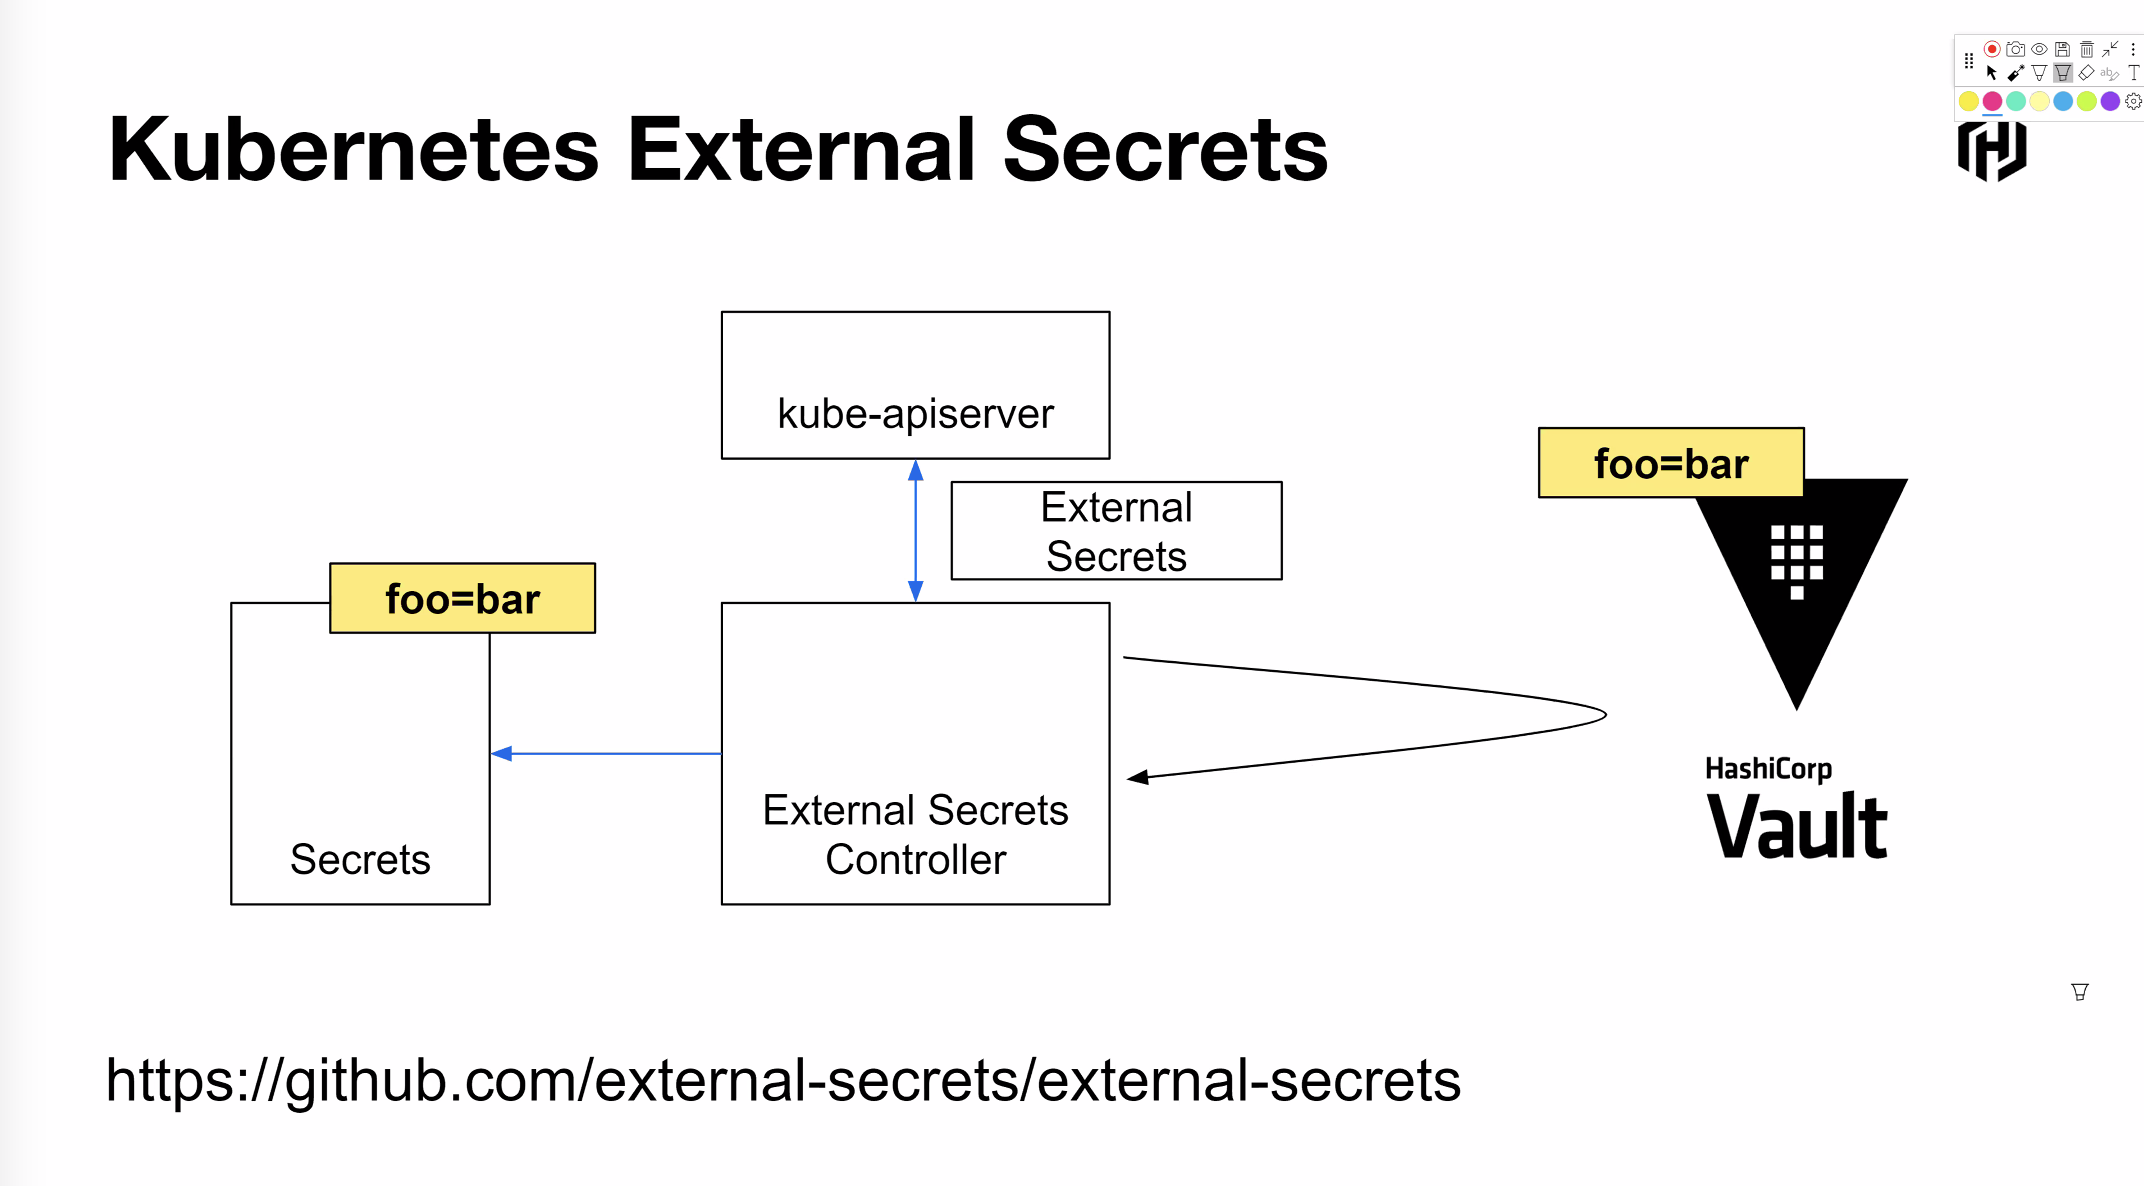 Kubernetes External Secrets
kube-apiserver
External
Secrets
foo=bar
foo=bar
Secrets
External Secrets
Controller
HashiCorp
Vault
https://github.com/external-secrets/external-secrets